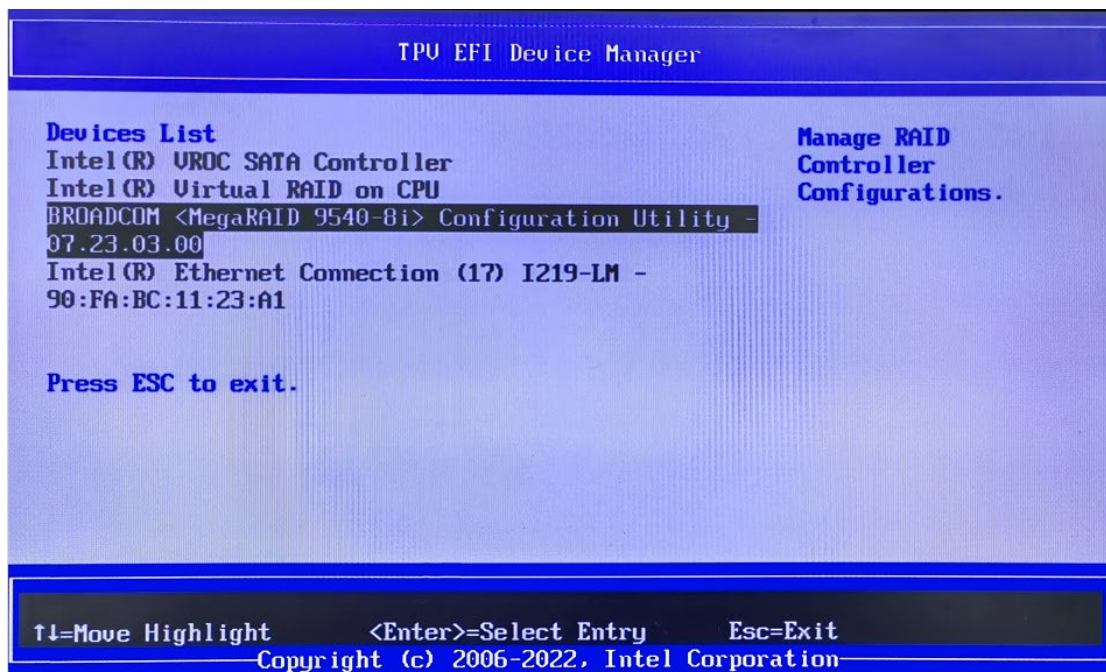 TPV EFI Device Manager
Devices List
Intel(R) VROC SATA Controller
Intel(R) Virtual RAID on CPU
BROADCOM <MegaRAID 9540-8i> Configuration Utility -
07.23.03.00
Intel(R) Ethernet Connection (17) I219-LM -
90:FA:BC:11:23:A1
Press ESC to exit.
Manage RAID
Controller
Configurations.
↑↓=Move Highlight <Enter>=Select Entry Esc=Exit
Copyright (c) 2006-2022, Intel Corporation